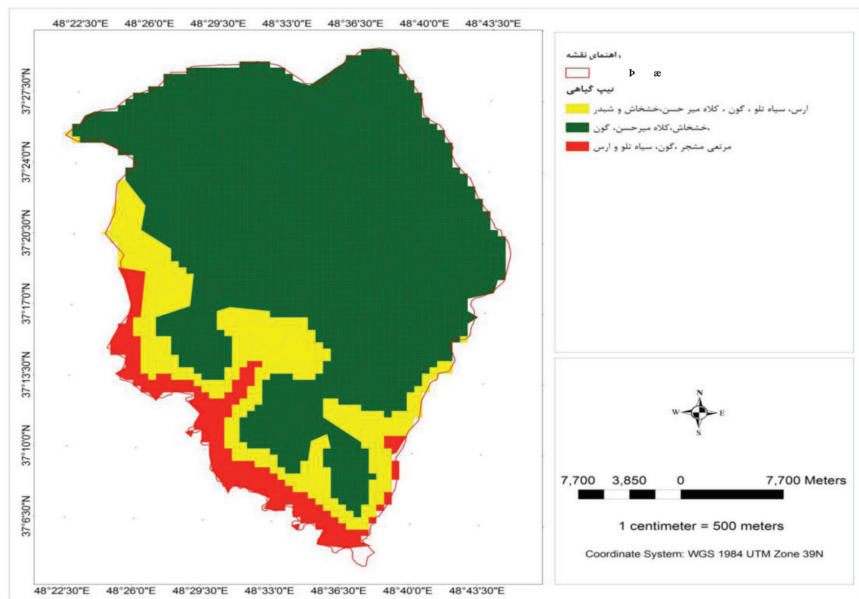 48°22'30"E 48°26'0"E 48°29'30"E 48°33'0"E 48°36'30"E 48°40'0"E 48°43'30"E
37°27'30"N
37°24'0"N
37°20'30"N
37°17'0"N
37°13'30"N
37°10'0"N
37°6'30"N
48°22'30"E 48°26'0"E 48°29'30"E 48°33'0"E 48°36'30"E 48°40'0"E 48°43'30"E
راهنمای نقشه
Þ æ
تیپ گیاهی
ارس، سیاه تلو ، گون ، کلاه میر حسن،خشخاش و شبدر
خشخاش،کلاه میرحسن، گون،
مرتعی مشجر ،گون، سیاه تلو و ارس
N
W E
S
7,700 3,850 0 7,700 Meters
1 centimeter = 500 meters
Coordinate System: WGS 1984 UTM Zone 39N